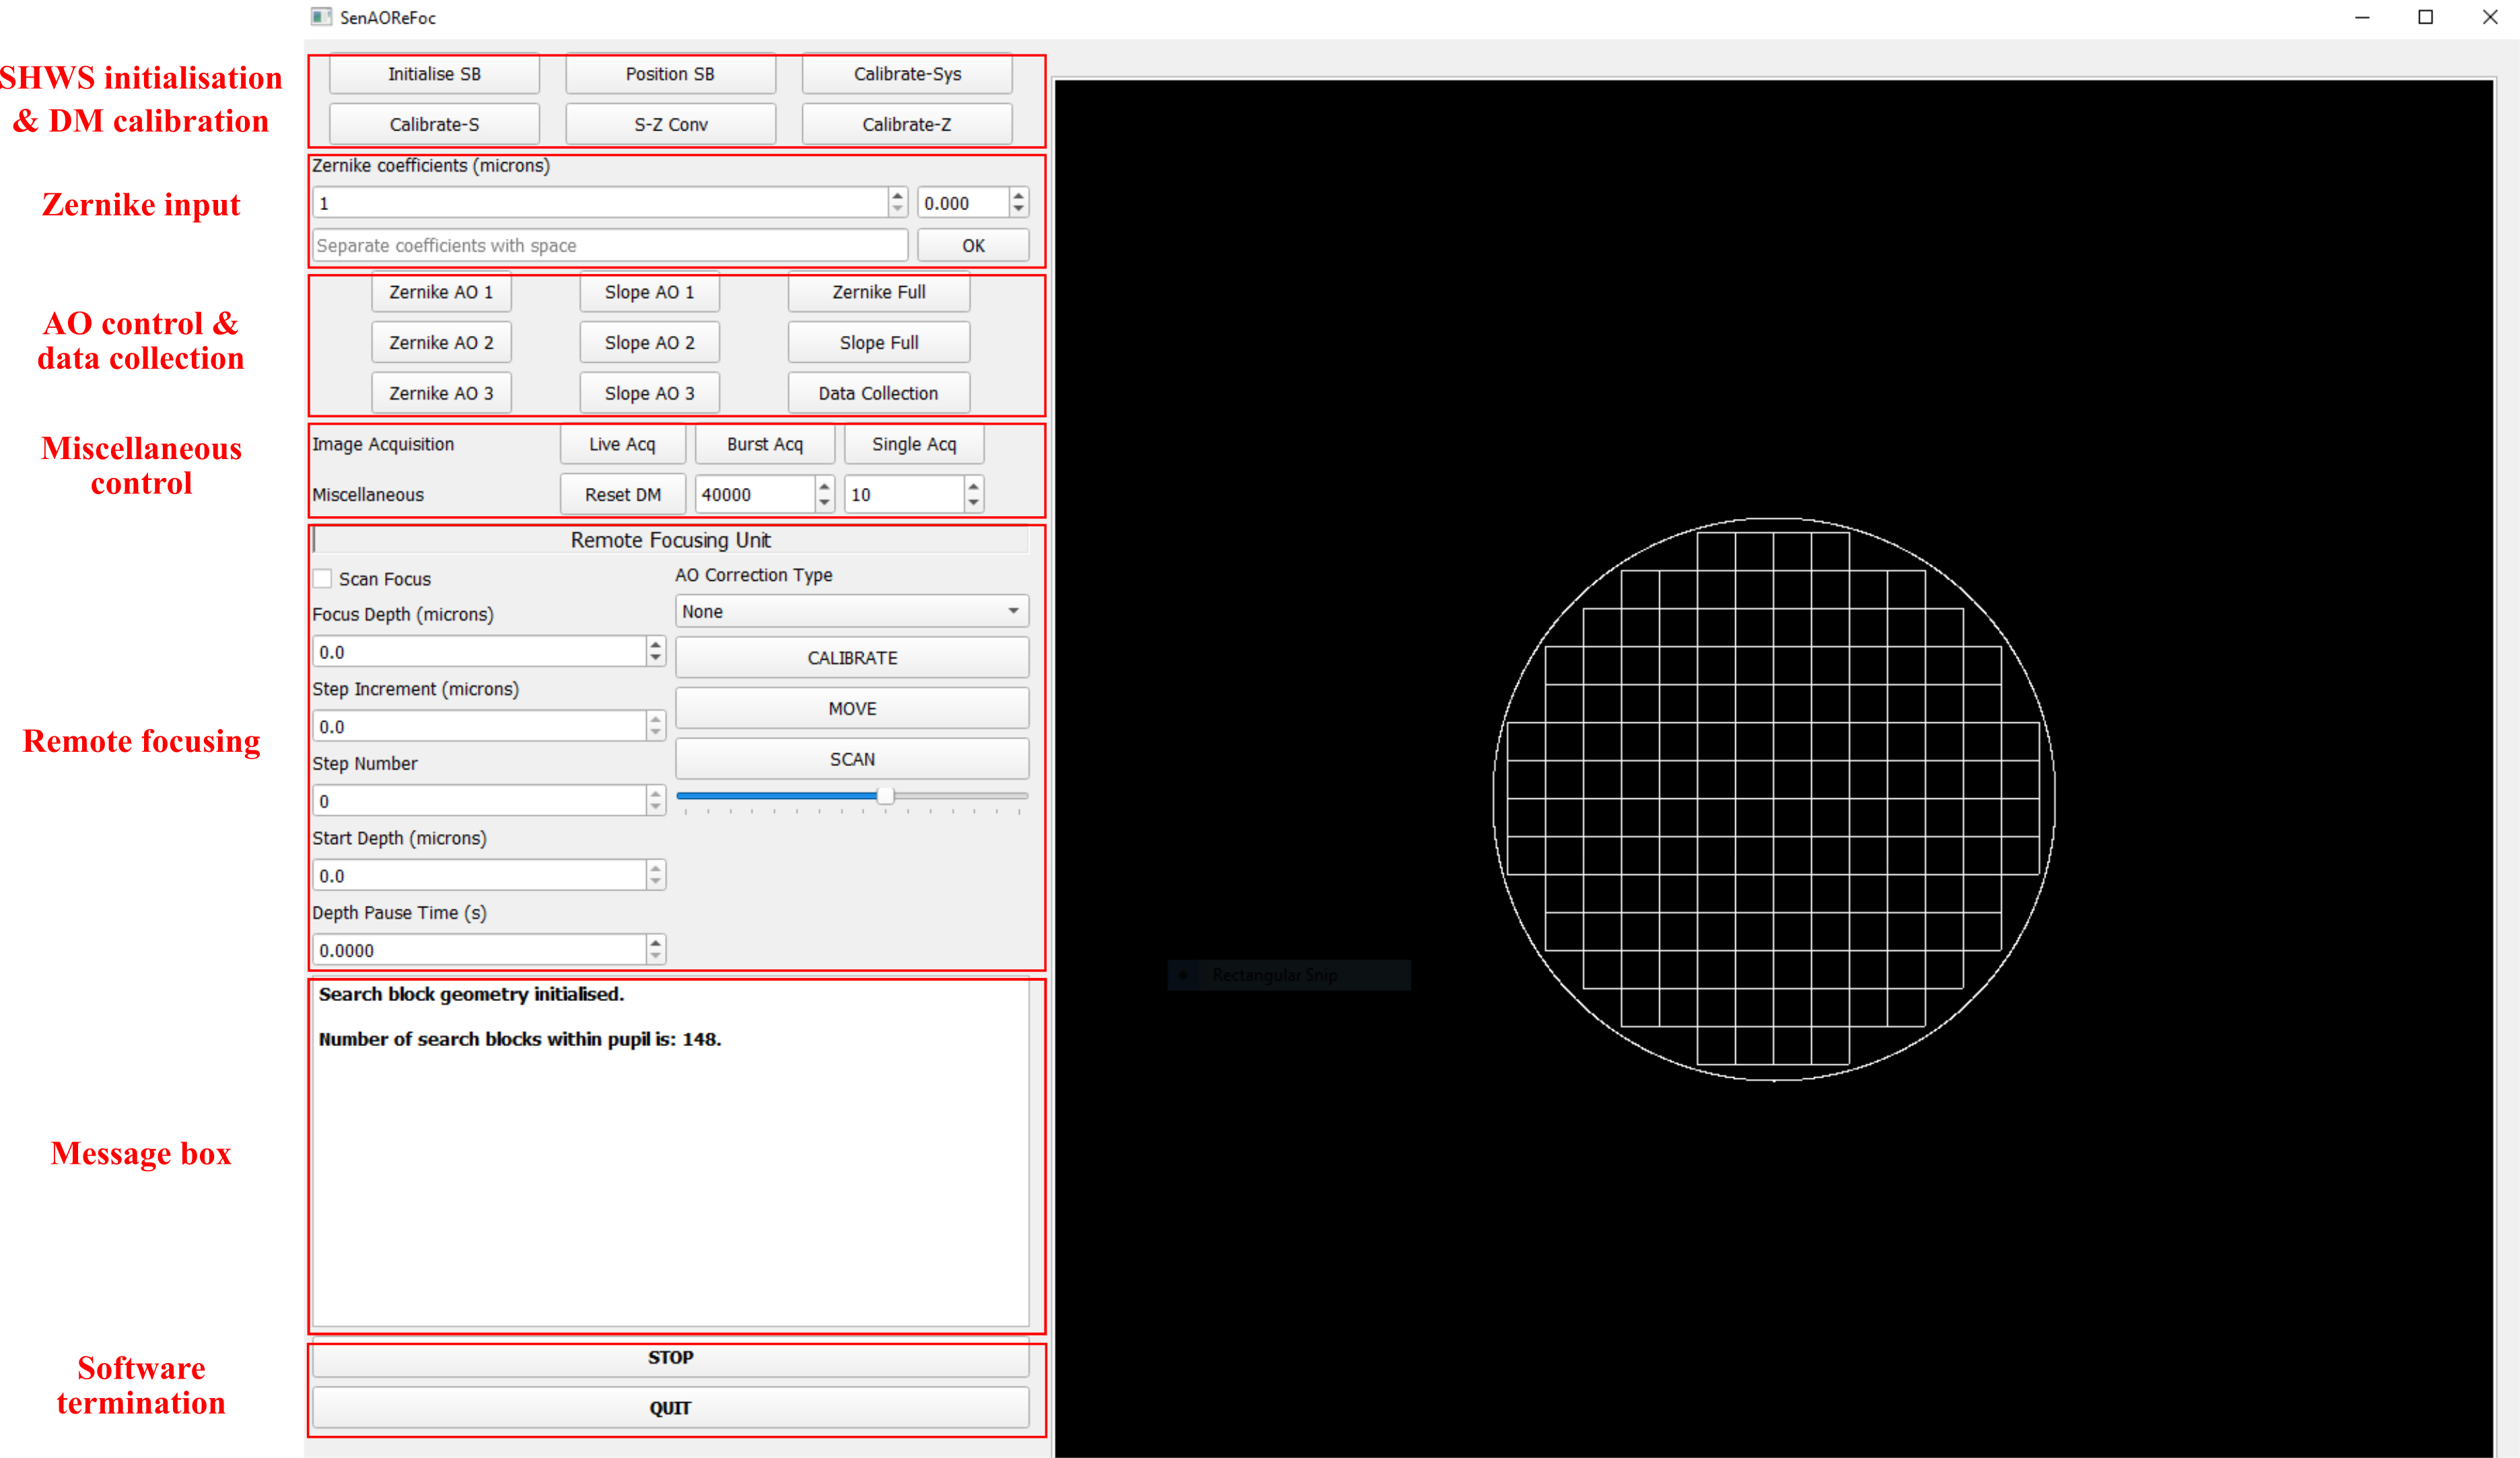 SenAOReFoc
SHWS initialisation
& DM calibration
Initialise SB
Position SB
Calibrate-Sys
Calibrate-S
S-Z Conv
Calibrate-Z
Zernike input
Zernike coefficients (microns)
1
0.000
Separate coefficients with space
OK
AO control &
data collection
Zernike AO 1
Slope AO 1
Zernike Full
Zernike AO 2
Slope AO 2
Slope Full
Zernike AO 3
Slope AO 3
Data Collection
Miscellaneous
control
Image Acquisition
Live Acq
Burst Acq
Single Acq
Miscellaneous
Reset DM
40000
10
Remote focusing
Remote Focusing Unit
Scan Focus
Focus Depth (microns)
0.0
Step Increment (microns)
0.0
Step Number
0
Start Depth (microns)
0.0
Depth Pause Time (s)
0.0000
AO Correction Type
None
CALIBRATE
MOVE
SCAN
Message box
Search block geometry initialised.
Number of search blocks within pupil is: 148.
Software
termination
STOP
QUIT
Rectangular Snip